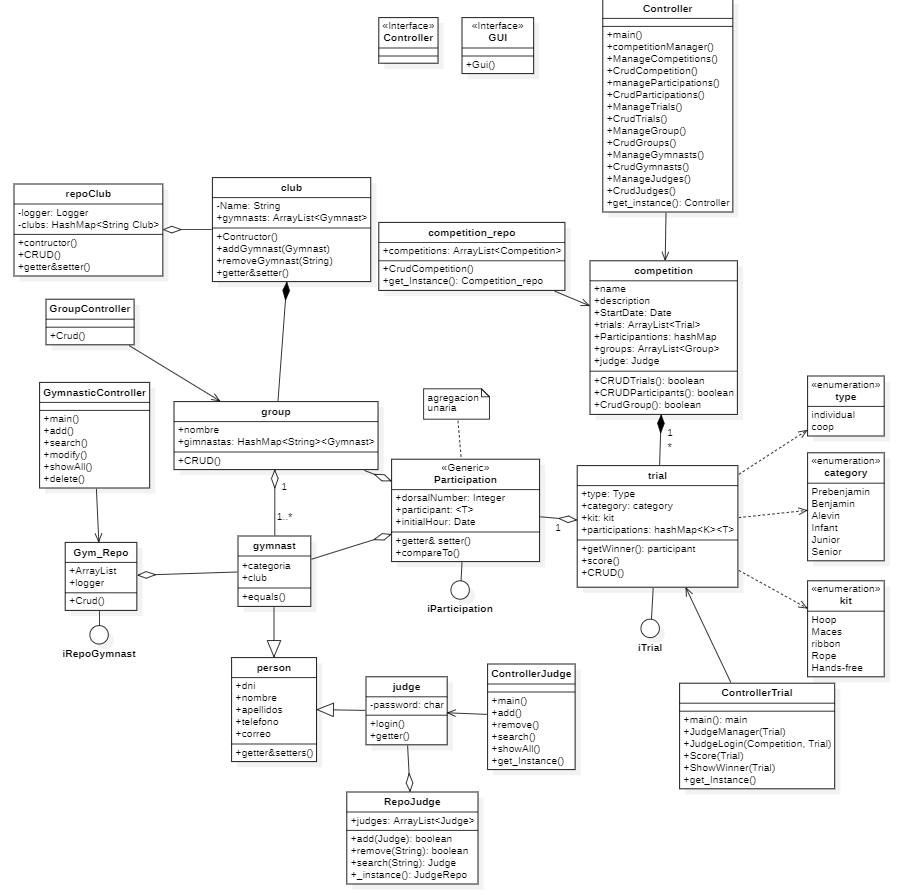 «Interface»
Controller
«Interface»
GUI
+Gui()
Controller
+main()
+competitionManager()
+ManageCompetitions()
+CrudCompetition()
+manageParticipations()
+CrudParticipations()
+ManageTrials()
+CrudTrials()
+ManageGroup()
+CrudGroups()
+ManageGymnasts()
+CrudGymnasts()
+ManageJudges()
+CrudJudges()
+get_instance(): Controller
repoClub
-logger: Logger
-clubs: HashMap<String Club>
+contructor()
+CRUD()
+getter&setter()
club
-Name: String
+gymnasts: ArrayList<Gymnast>
+Contructor()
+addGymnast(Gymnast)
+removeGymnast(String)
+getter&setter()
competition_repo
+competitions: ArrayList<Competition>
+CrudCompetition()
+get_Instance(): Competition_repo
competition
+name
+description
+StartDate: Date
+trials: ArrayList<Trial>
+Participantions: hashMap
+groups: ArrayList<Group>
+judge: Judge
+CRUDTrials(): boolean
+CRUDParticipants(): boolean
+CrudGroup(): boolean
GroupController
+Crud()
GymnasticController
+main()
+add()
+search()
+modify()
+showAll()
+delete()
group
+nombre
+gimnastas: HashMap<String><Gymnast>
+CRUD()
agregacion
unaria
«Generic»
Participation
+dorsalNumber: Integer
+participant: <T>
+initialHour: Date
+getter& setter()
+compareTo()
iParticipation
1
1
*
trial
+type: Type
+category: category
+kit: kit
+participations: hashMap<K><T>
+getWinner(): participant
+score()
+CRUD()
iTrial
«enumeration»
type
individual
coop
«enumeration»
category
Prebenjamin
Benjamin
Alevin
Infant
Junior
Senior
«enumeration»
kit
Hoop
Maces
ribbon
Rope
Hands-free
1
1..*
Gym_Repo
+ArrayList
+logger
+Crud()
iRepoGymnast
gymnast
+categoria
+club
+equals()
person
+dni
+nombre
+apellidos
+telefono
+correo
+getter&setters()
judge
-password: char
+login()
+getter()
ControllerJudge
+main()
+add()
+remove()
+search()
+showAll()
+get_Instance()
ControllerTrial
+main(): main
+JudgeManager(Trial)
+JudgeLogin(Competition, Trial)
+Score(Trial)
+ShowWinner(Trial)
+get_Instance()
RepoJudge
+judges: ArrayList<Judge>
+add(Judge): boolean
+remove(String): boolean
+search(String): Judge
+_instance(): JudgeRepo